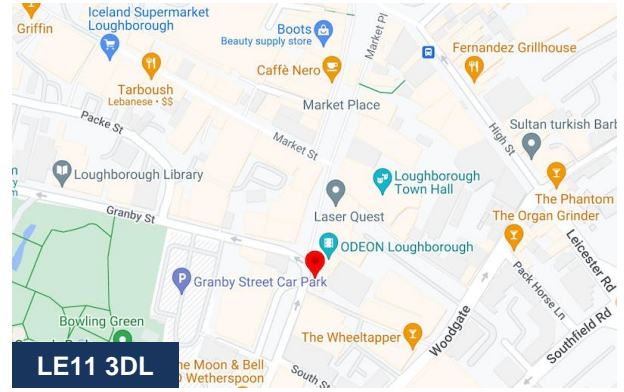 Griffin
Iceland Supermarket
Loughborough
Boots
Beauty supply store
Market Pl
Fernandez Grillhouse
Caffè Nero
Tarboush
Lebanese • $$
Market Place
Packe St
High St
Sultan turkish Barb
Market St
Loughborough Library
Loughborough
Town Hall
Granby St
Laser Quest
The Phantom
The Organ Grinder
ODEON Loughborough
Leicester Rd
Granby Street Car Park
Pack Horse Ln
Bowling Green
The Wheeltapper
Woodgate
Southfield Rd
LE11 3DL
he Moon & Bell
D Wetherspoon
South St